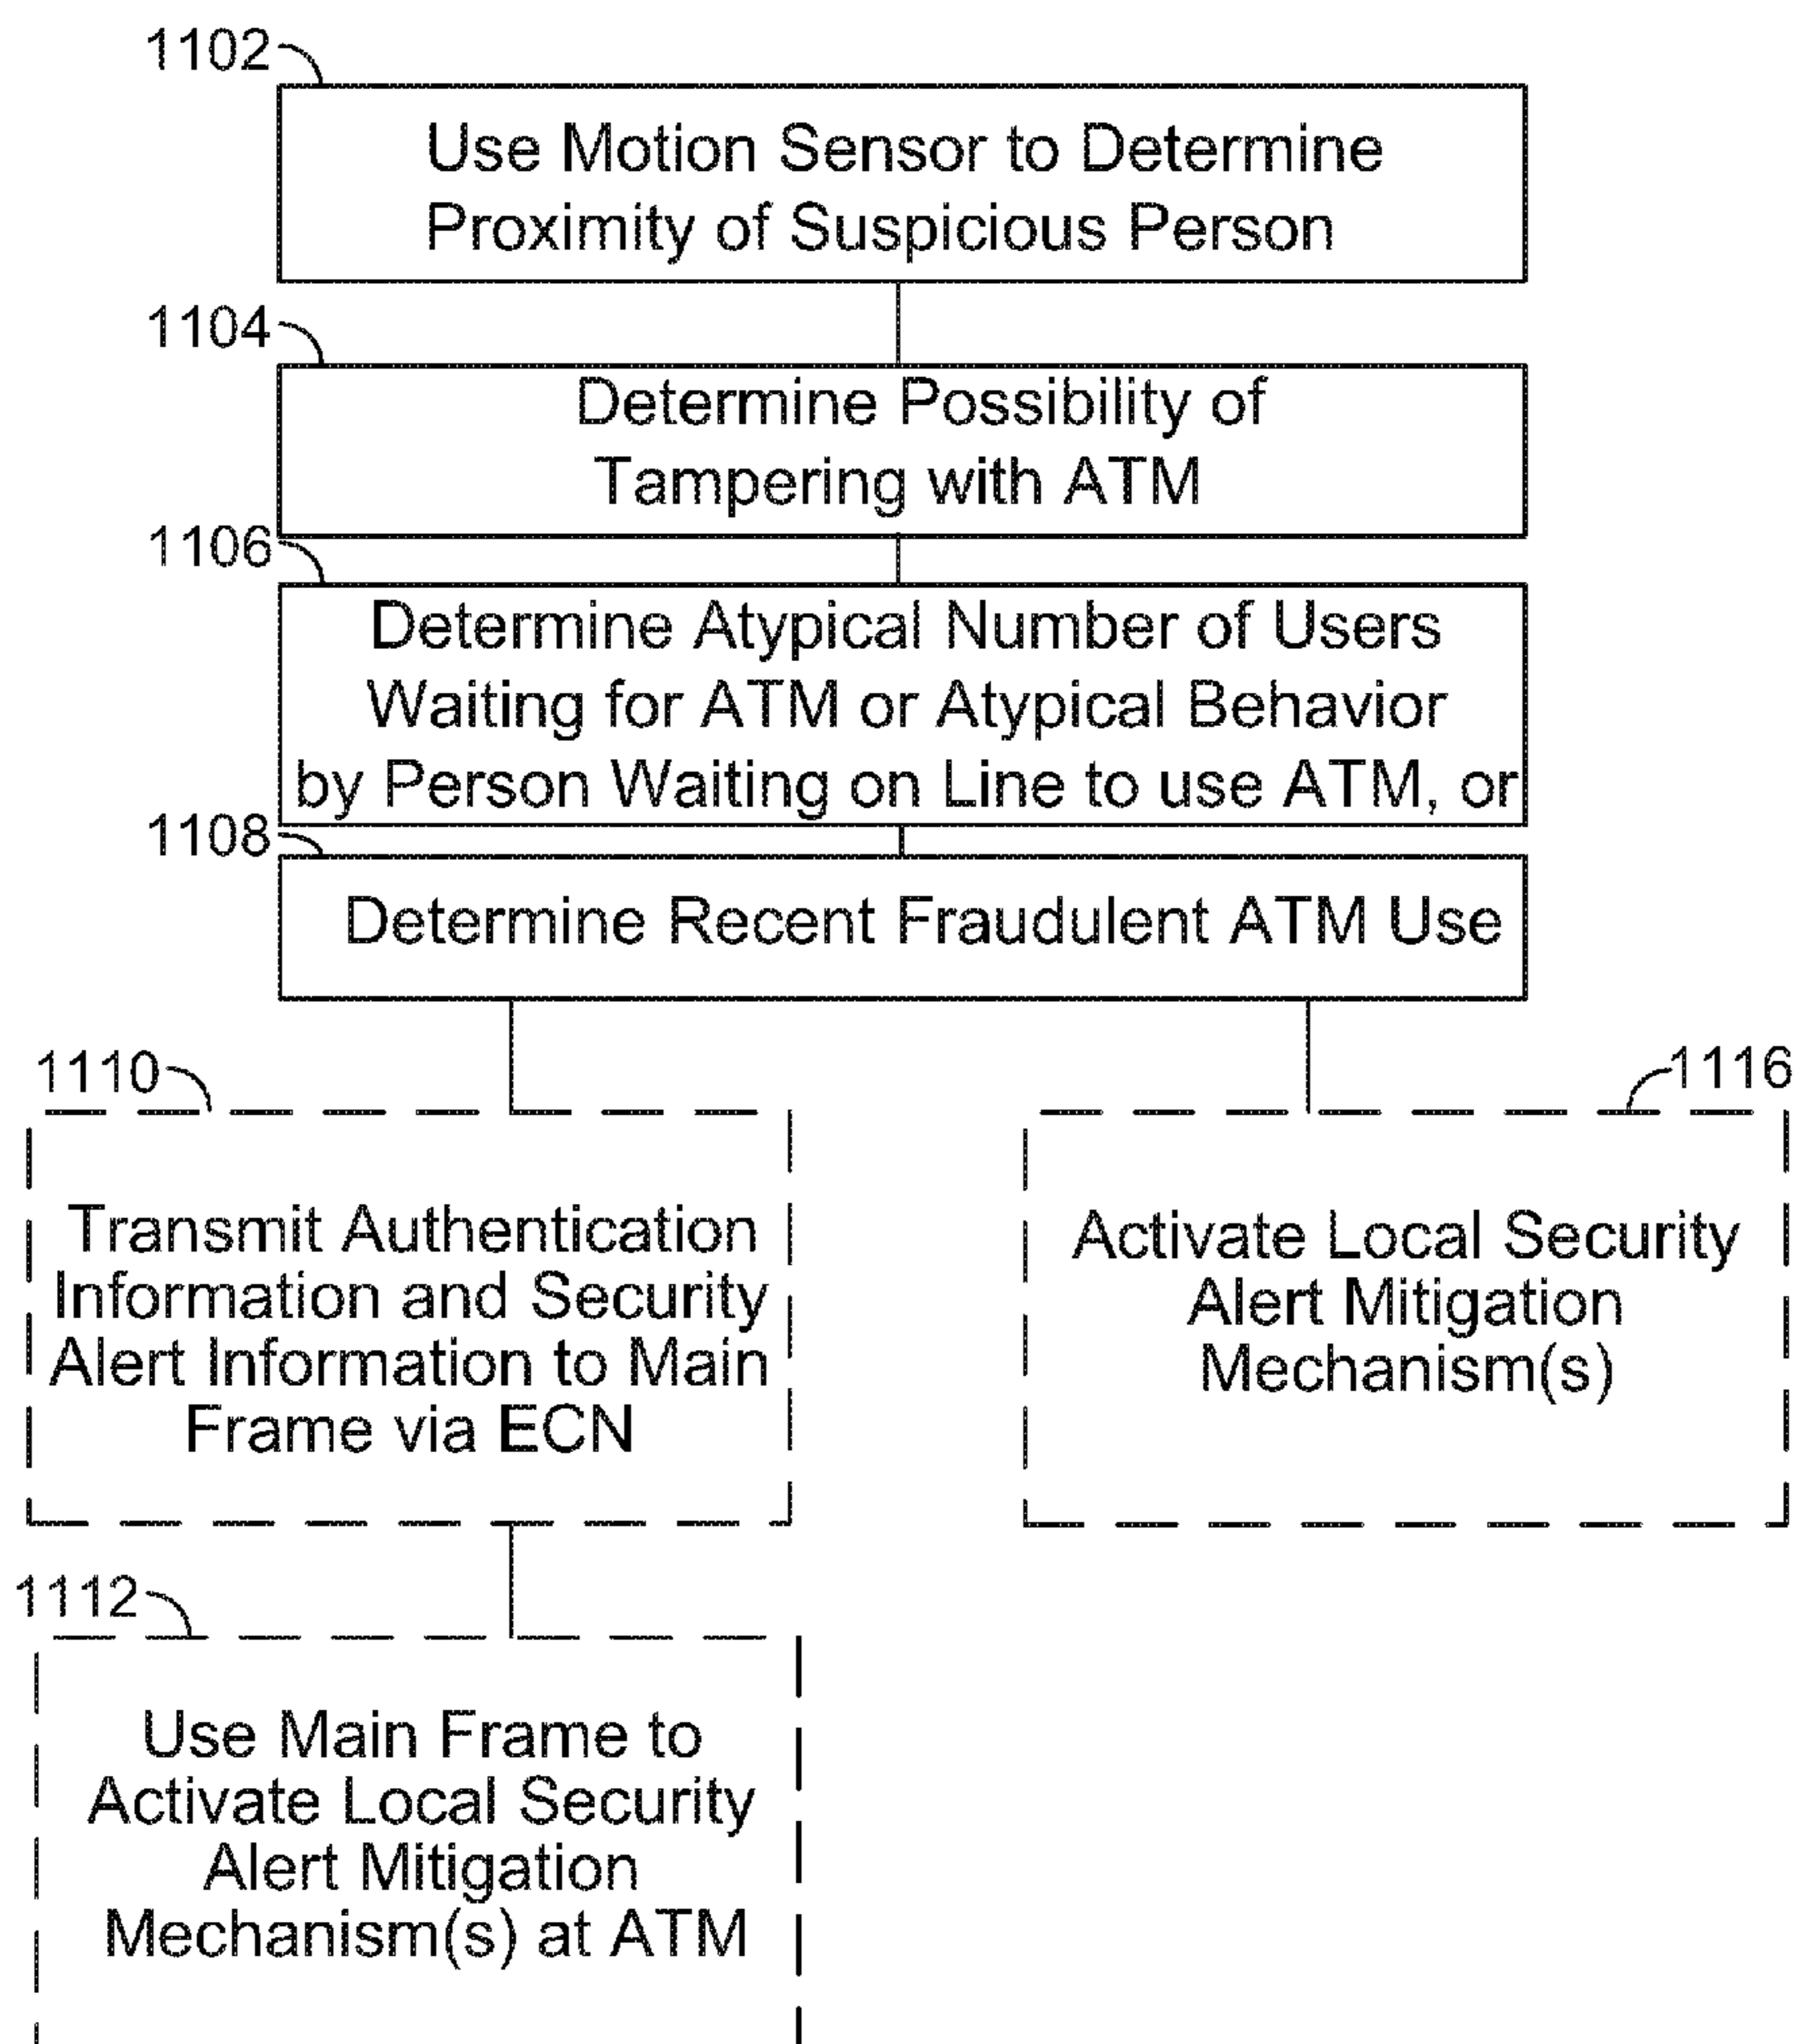 1102
Use Motion Sensor to Determine
Proximity of Suspicious Person
1104
Determine Possibility of
Tampering with ATM
1106
Determine Atypical Number of Users
Waiting for ATM or Atypical Behavior
by Person Waiting on Line to use ATM, or
1108
Determine Recent Fraudulent ATM Use
1110
Transmit Authentication
Information and Security
Alert Information to Main
Frame via ECN
1116
Activate Local Security
Alert Mitigation
Mechanism(s)
1112
Use Main Frame to
Activate Local Security
Alert Mitigation
Mechanism(s) at ATM